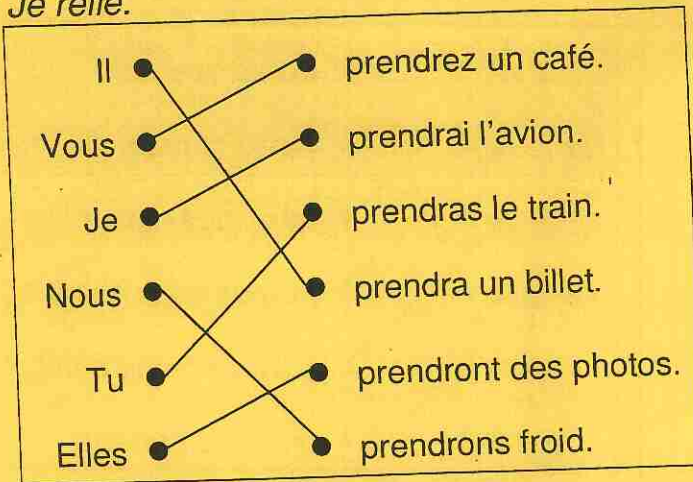 Je relie.
Il prendrez un café.
Vous prendrai l'avion.
Je prendras le train.
Nous prendra un billet.
Tu prendront des photos.
Elles prendrons froid.